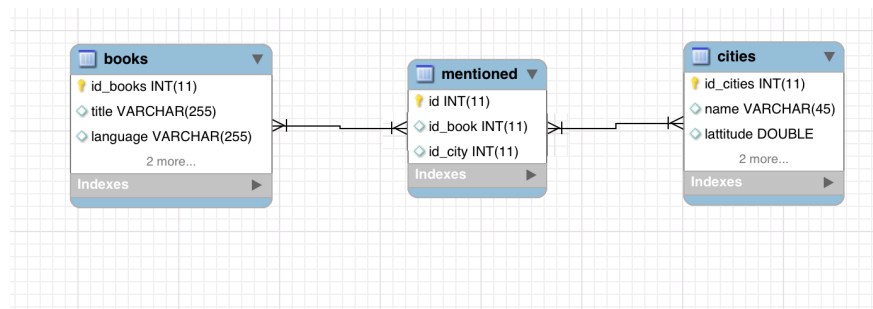 books
id_books INT(11)
title VARCHAR(255)
language VARCHAR(255)
2 more...
Indexes
mentioned
id INT(11)
id_book INT(11)
id_city INT(11)
Indexes
cities
id_cities INT(11)
name VARCHAR(45)
lattitude DOUBLE
2 more...
Indexes